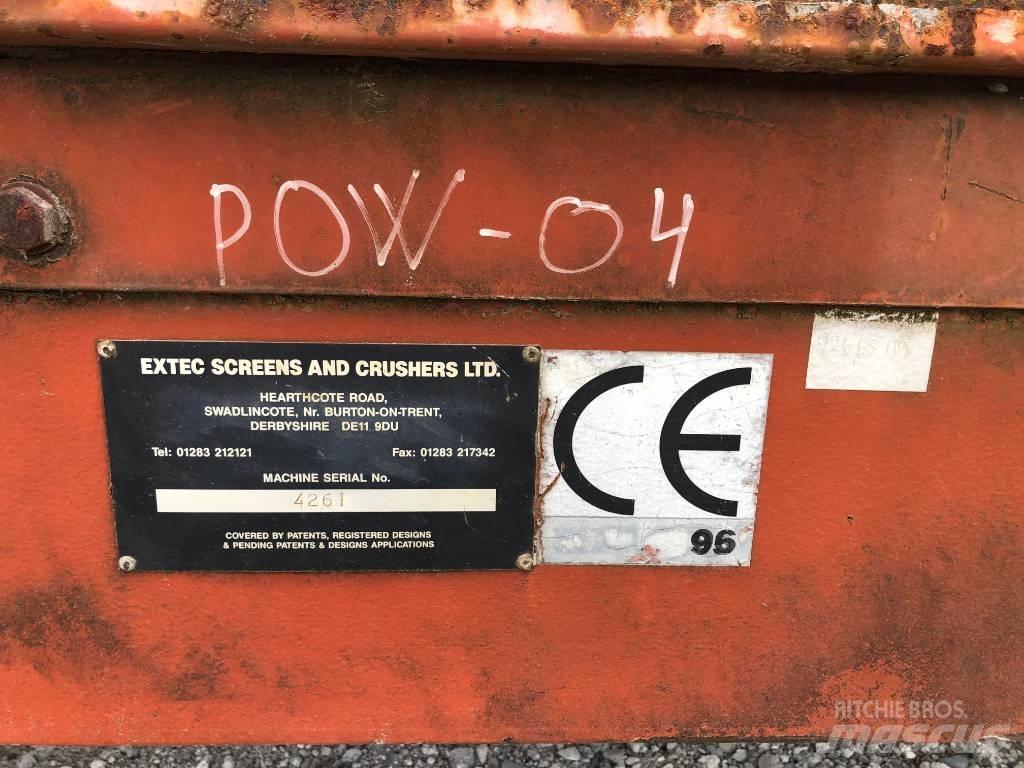 POW-04
EXTEC SCREENS AND CRUSHERS LTD.
HEARTHCOTE ROAD,
SWADLINCOTE, Nr. BURTON-ON-TRENT,
DERBYSHIRE DE11 9DU
Tel: 01283 212121 Fax: 01283 217342
MACHINE SERIAL No.
4261
COVERED BY PATENTS, REGISTERED DESIGNS
& PENDING PATENTS & DESIGNS APPLICATIONS
CE
96
RITCHIE BROS.
mascus